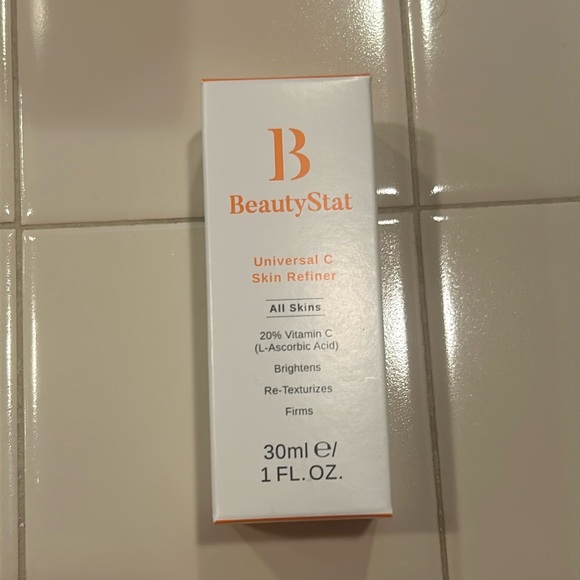 B
BeautyStat
Universal C
Skin Refiner
All Skins
20% Vitamin C
(L-Ascorbic Acid)
Brightens
Re-Texturizes
Firms
30ml ℮/
1 FL.OZ.